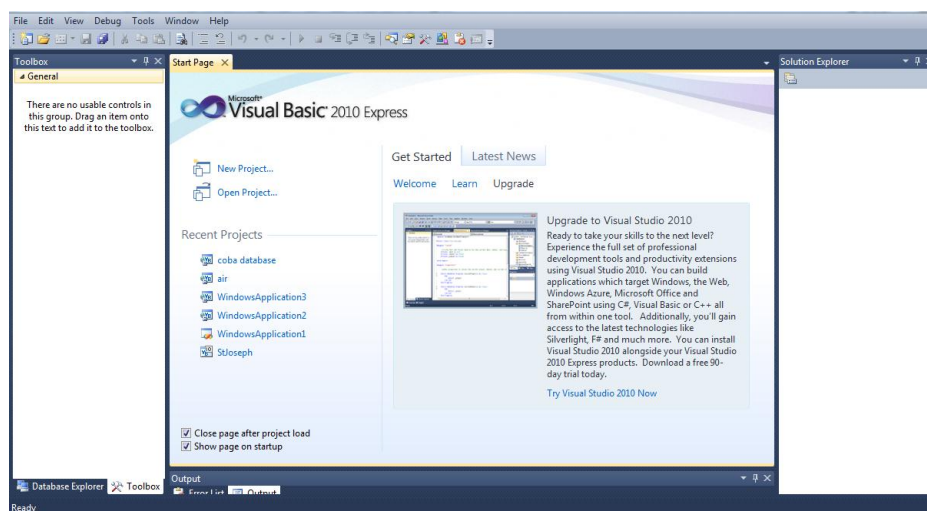 File Edit View Debug Tools Window Help
Toolbox
General
There are no usable controls in
this group. Drag an item onto
this text to add it to the toolbox.
Start Page
Microsoft
Visual Basic 2010 Express
New Project...
Open Project...
Recent Projects
coba database
air
WindowsApplication3
WindowsApplication2
WindowsApplication1
StJoseph
Close page after project load
Show page on startup
Get Started Latest News
Welcome Learn Upgrade
Upgrade to Visual Studio 2010
Ready to take your skills to the next level?
Experience the full set of professional
development tools and productivity extensions
using Visual Studio 2010. You can build
applications which target Windows, the Web,
Windows Azure, Microsoft Office and
SharePoint using C#, Visual Basic or C++ all
from within one tool. Additionally, you'll gain
access to the latest technologies like
Silverlight, F# and much more. You can install
Visual Studio 2010 alongside your Visual Studio
2010 Express products. Download a free 90-
day trial today.
Try Visual Studio 2010 Now
Solution Explorer
Database Explorer Toolbox
Output
Error List Output
Ready